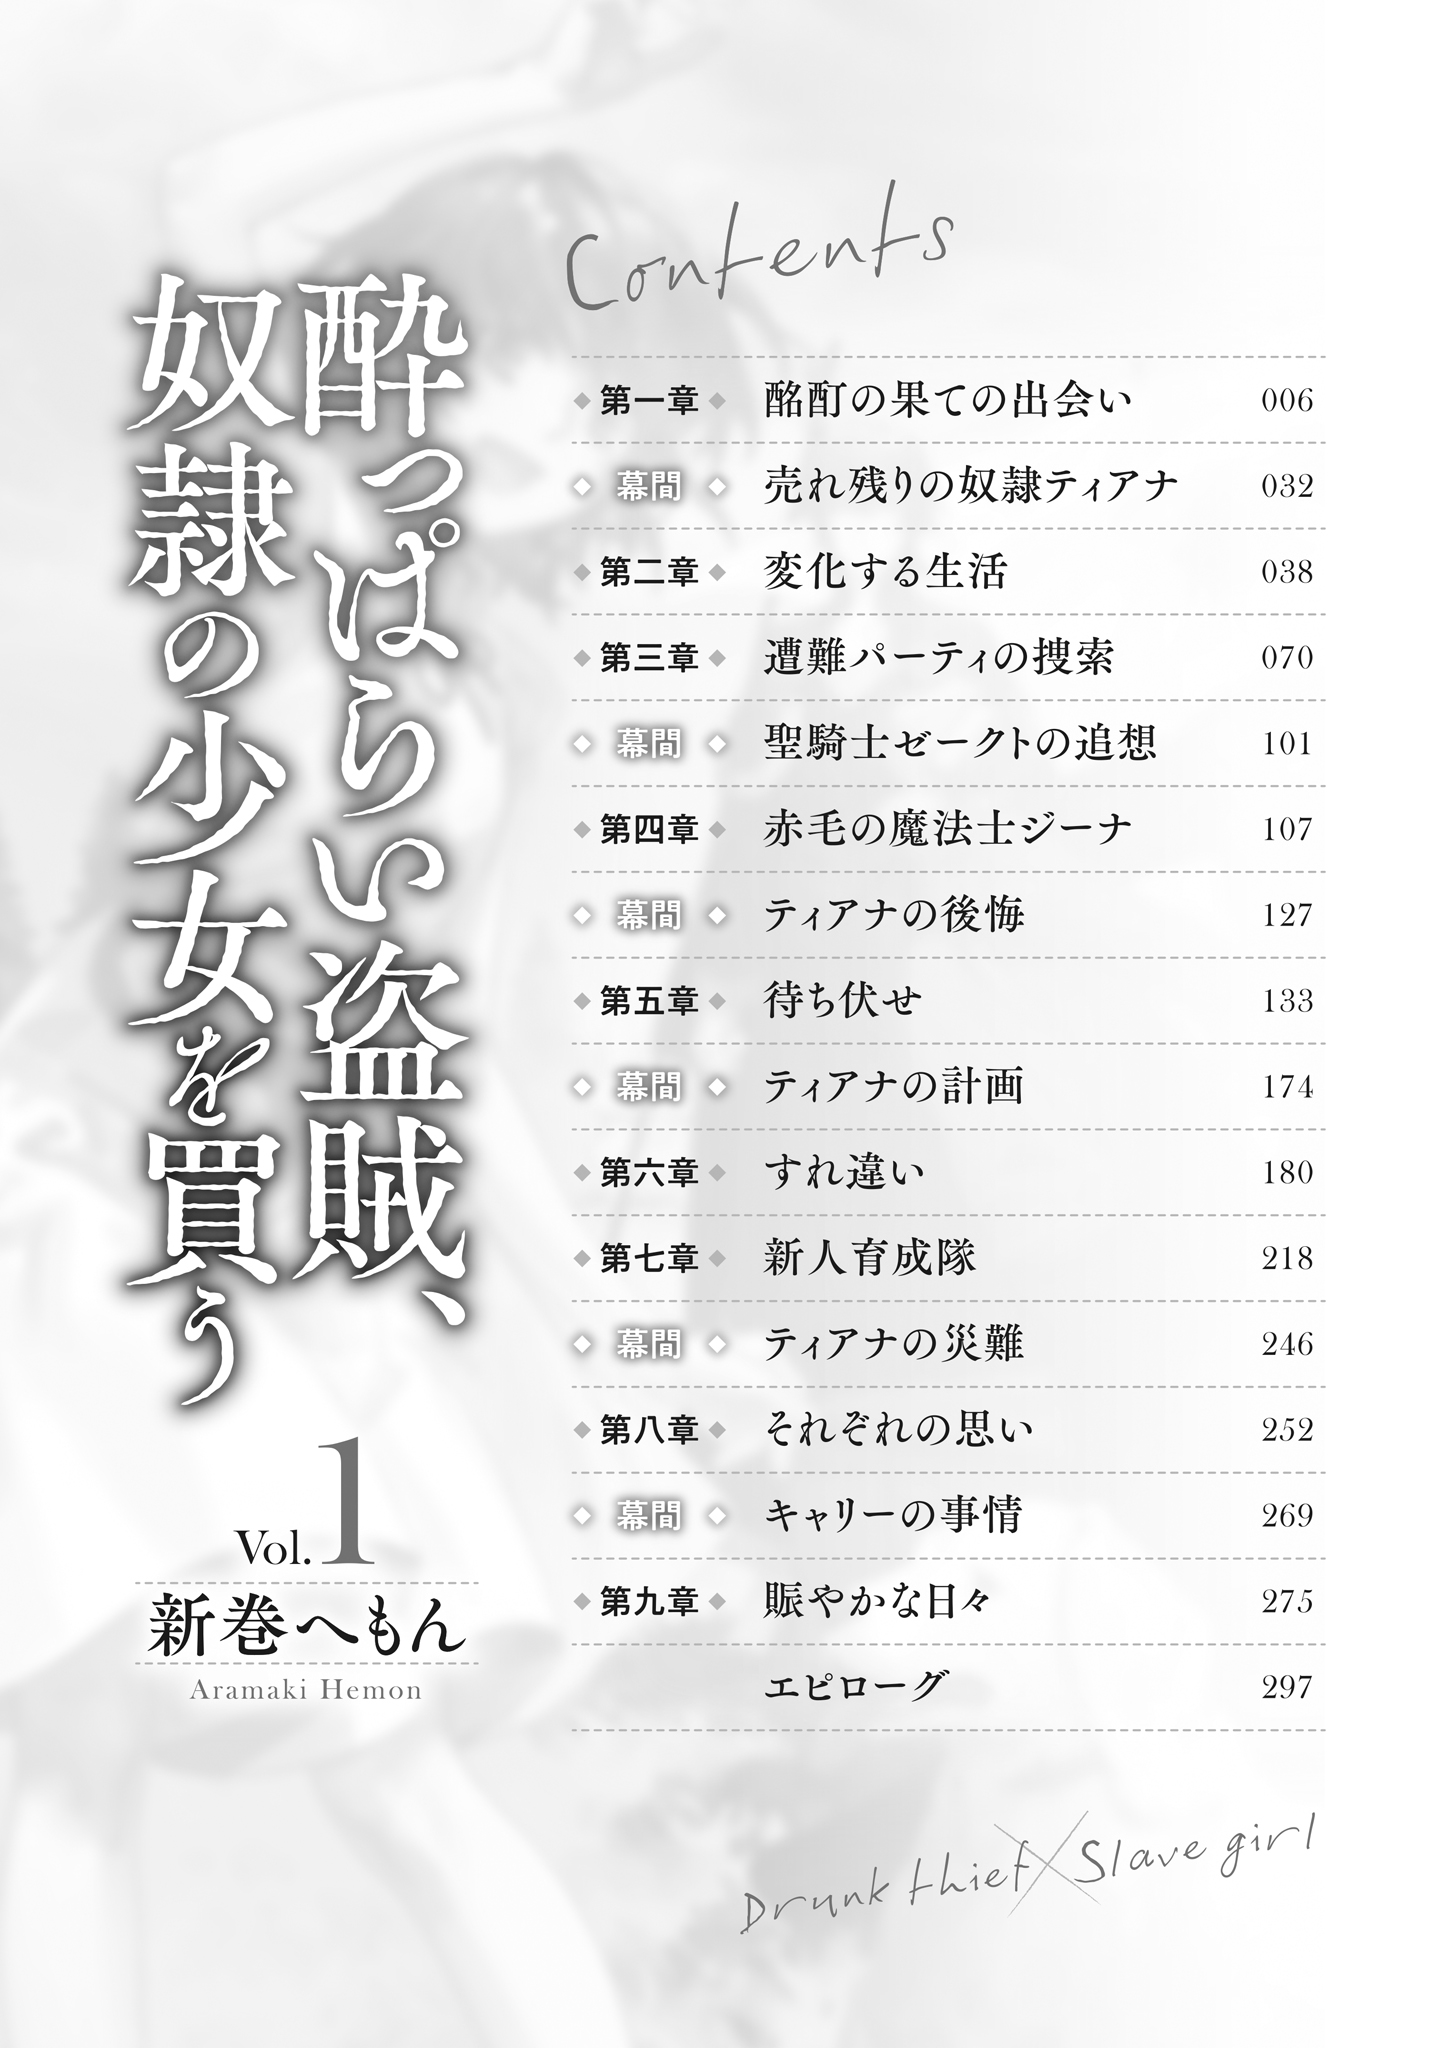 酔っぱらい盗賊、
奴隷の少女を買う
Vol.1
新巻へもん
Aramaki Hemon
Contents
第一章 酩酊の果ての出会い 006
幕間 売れ残りの奴隷ティアナ 032
第二章 変化する生活 038
第三章 遭難パーティの捜索 070
幕間 聖騎士ゼークトの追想 101
第四章 赤毛の魔法士ジーナ 107
幕間 ティアナの後悔 127
第五章 待ち伏せ 133
幕間 ティアナの計画 174
第六章 すれ違い 180
第七章 新人育成隊 218
幕間 ティアナの災難 246
第八章 それぞれの思い 252
幕間 キャリーの事情 269
第九章 賑やかな日々 275
エピローグ 297
Drunk thief × Slave girl